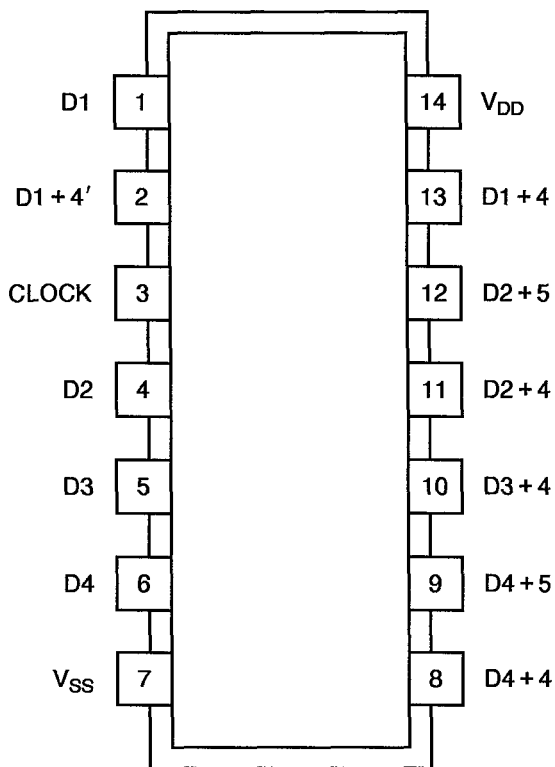 D1 1 14 VDD
D1 + 4′ 2 13 D1 + 4
CLOCK 3 12 D2 + 5
D2 4 11 D2 + 4
D3 5 10 D3 + 4
D4 6 9 D4 + 5
VSS 7 8 D4 + 4